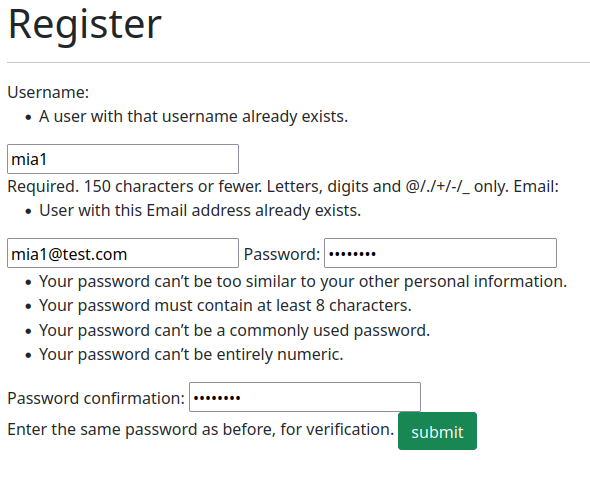 Register
Username:
• A user with that username already exists.
mia1
Required. 150 characters or fewer. Letters, digits and @/./+/-/_ only. Email:
• User with this Email address already exists.
mia1@test.com Password: ••••••••
• Your password can’t be too similar to your other personal information.
• Your password must contain at least 8 characters.
• Your password can’t be a commonly used password.
• Your password can’t be entirely numeric.
Password confirmation: ••••••••
Enter the same password as before, for verification. submit